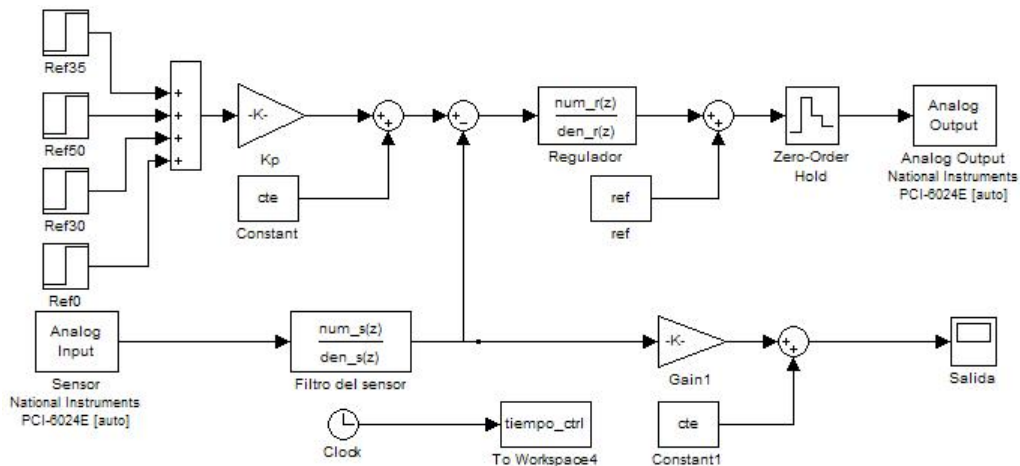 Ref35
Ref50
Ref30
Ref0
+
+
+
+
-K-
Kp
cte
Constant
+
+
+
−
num_r(z)
den_r(z)
Regulador
+
+
ref
ref
Zero-Order
Hold
Analog
Output
Analog Output
National Instruments
PCI-6024E [auto]
Analog
Input
Sensor
National Instruments
PCI-6024E [auto]
num_s(z)
den_s(z)
Filtro del sensor
-K-
Gain1
+
+
cte
Constant1
Salida
Clock
tiempo_ctrl
To Workspace4